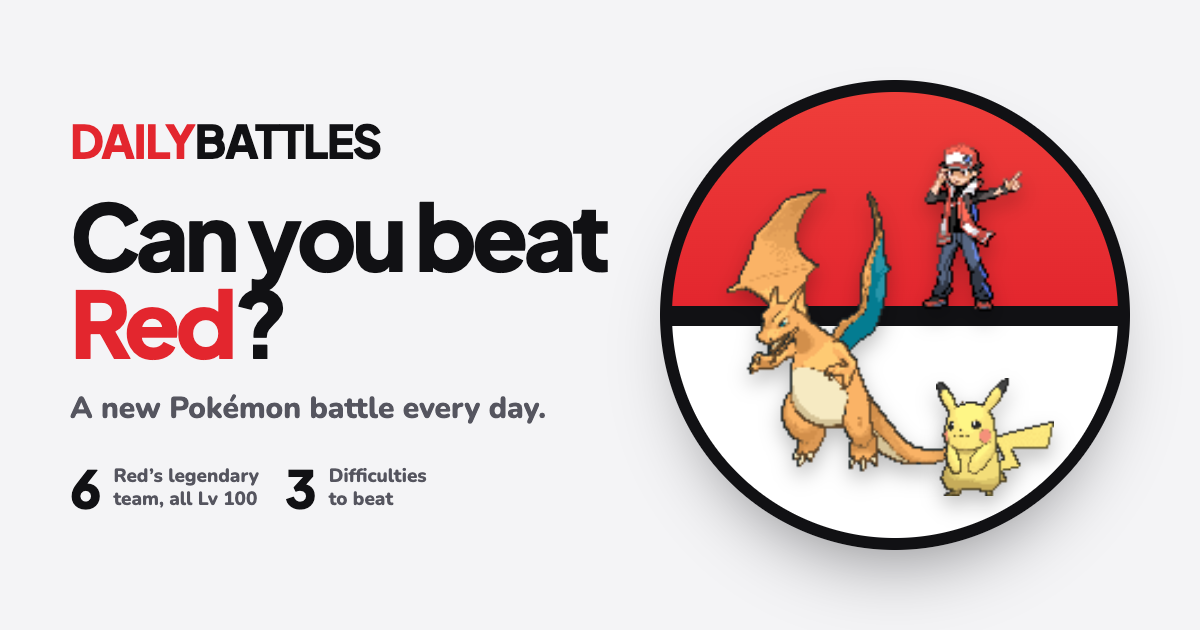 DAILYBATTLES
Can you beat
Red?
A new Pokémon battle every day.
6 Red’s legendary
team, all Lv 100
3 Difficulties
to beat